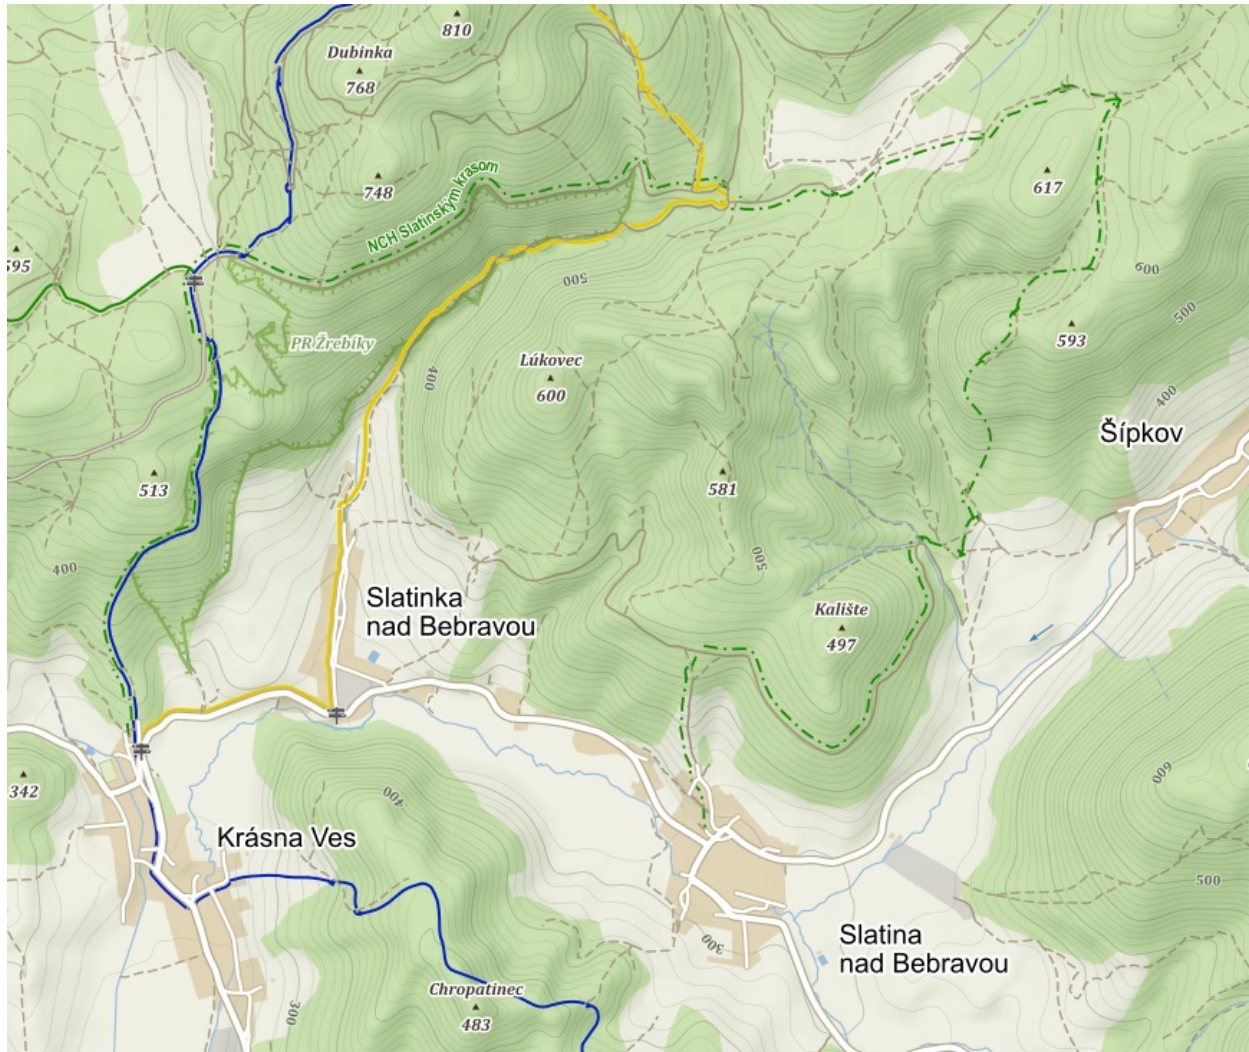 810
Dubinka
768
748
NCH Slatinským krasom
617
595
600
500
593
500
PR Žrebíky
Lúkovec
600
400
400
Šípkov
581
513
500
400
Kalište
497
Slatinka
nad Bebravou
342
400
600
Krásna Ves
500
Slatina
nad Bebravou
300
Chropatinec
483
300